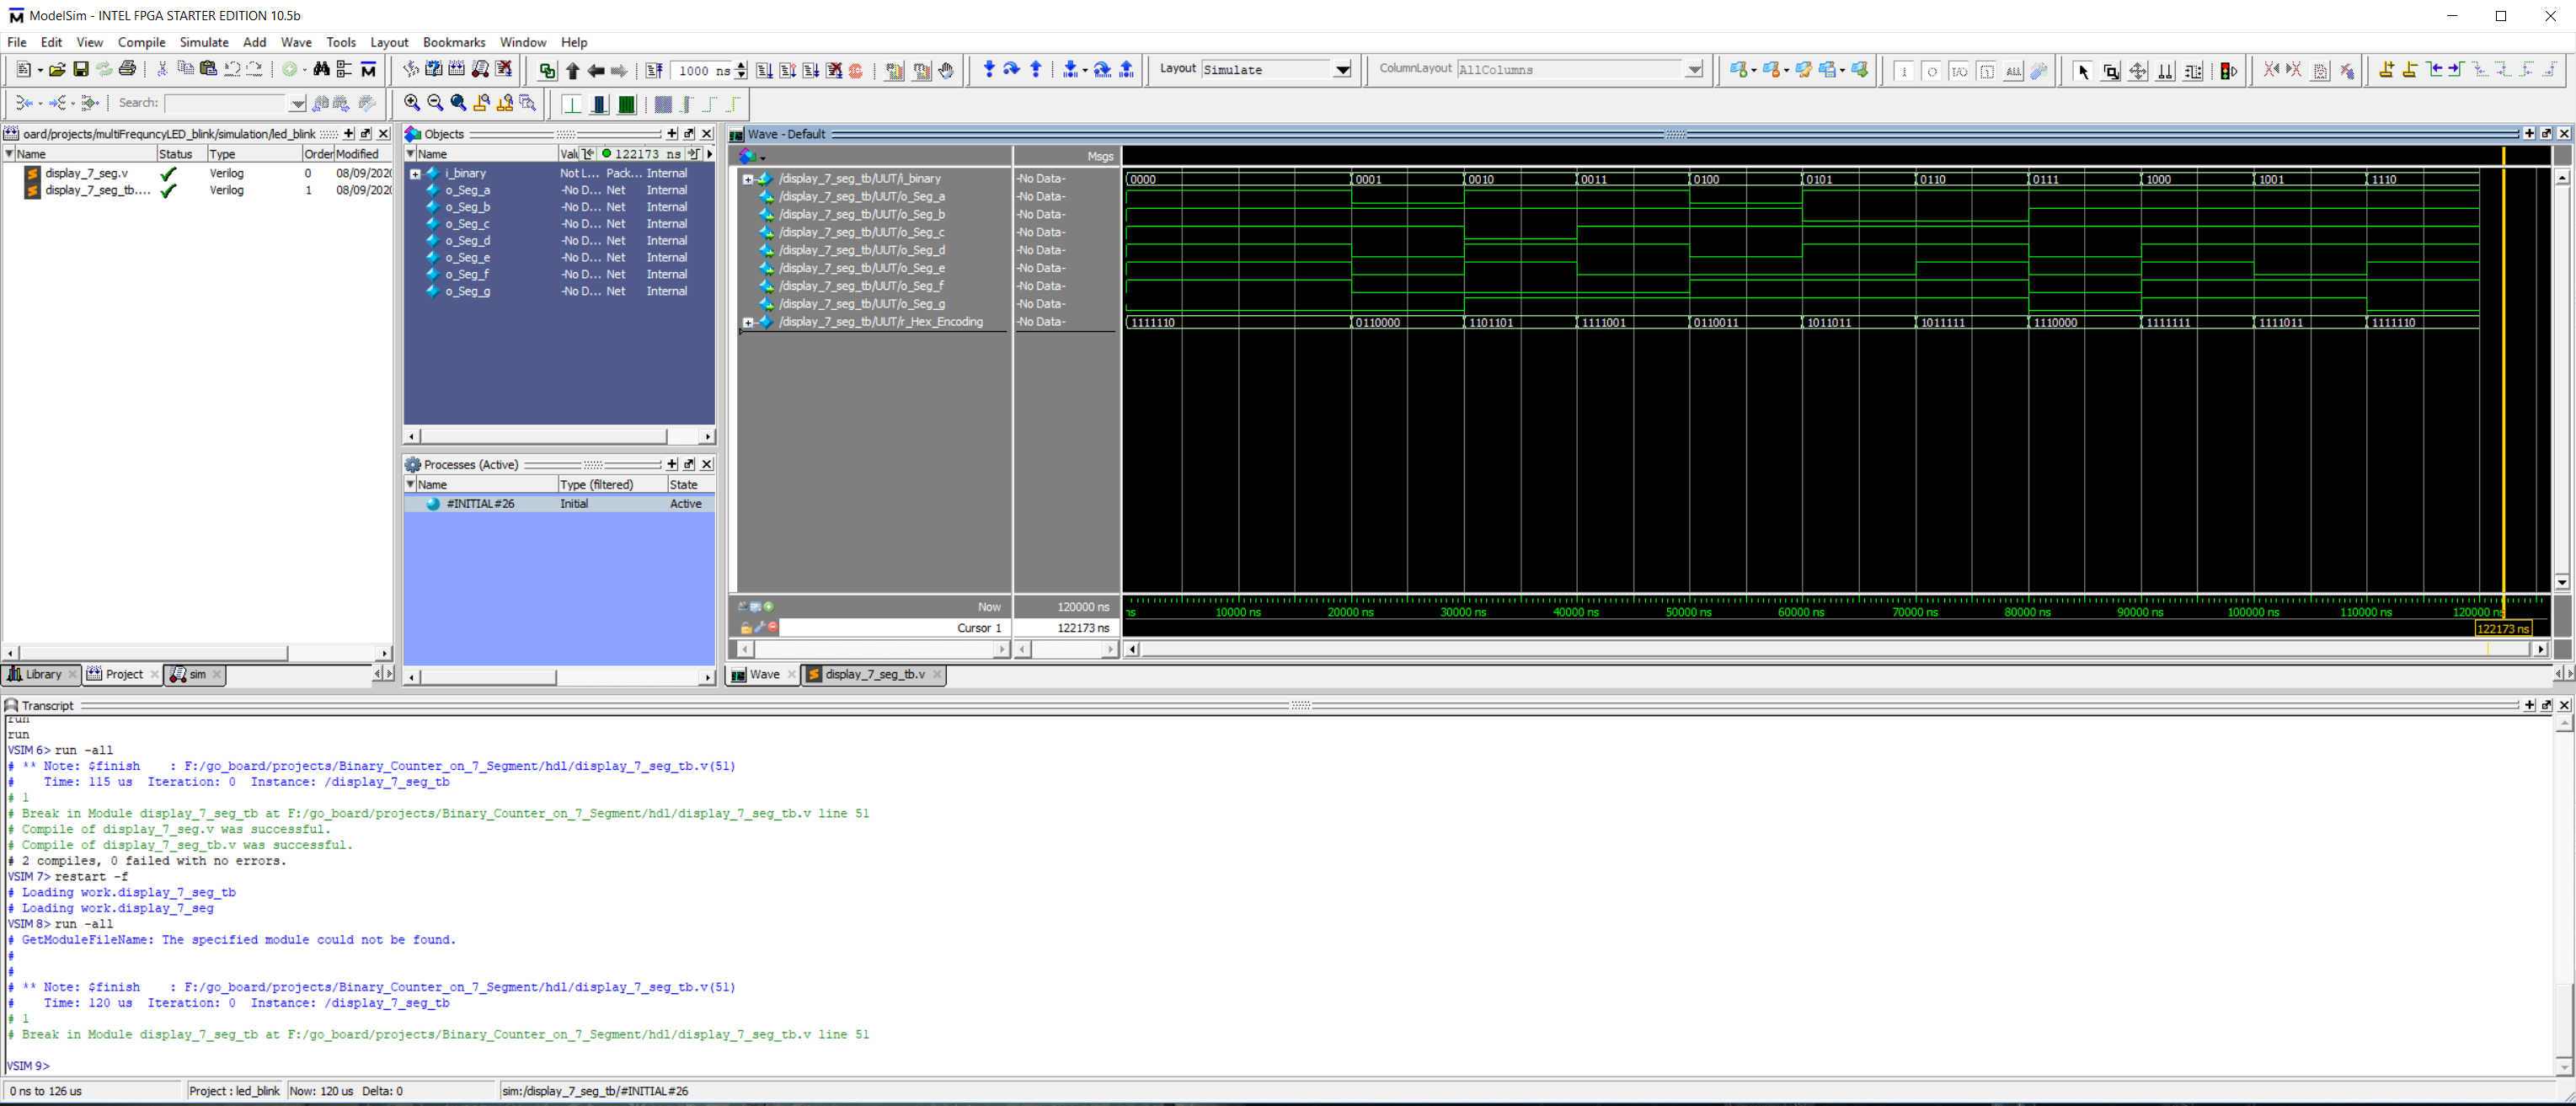 ModelSim - INTEL FPGA STARTER EDITION 10.5b
File Edit View Compile Simulate Add Wave Tools Layout Bookmarks Window Help
1000 ns Layout Simulate ColumnLayout AllColumns
Search:
oard/projects/multiFrequncyLED_blink/simulation/led_blink
Name Status Type Order Modified
display_7_seg.v Verilog 0 08/09/202
display_7_seg_tb.... Verilog 1 08/09/202
Library Project sim
Objects
Name Valu 122173 ns
i_binary Not L... Pack... Internal
o_Seg_a -No D... Net Internal
o_Seg_b -No D... Net Internal
o_Seg_c -No D... Net Internal
o_Seg_d -No D... Net Internal
o_Seg_e -No D... Net Internal
o_Seg_f -No D... Net Internal
o_Seg_g -No D... Net Internal
Processes (Active)
Name Type (filtered) State
#INITIAL#26 Initial Active
Wave - Default
Msgs
/display_7_seg_tb/UUT/i_binary -No Data- 0000 0001 0010 0011 0100 0101 0110 0111 1000 1001 1110
/display_7_seg_tb/UUT/o_Seg_a -No Data-
/display_7_seg_tb/UUT/o_Seg_b -No Data-
/display_7_seg_tb/UUT/o_Seg_c -No Data-
/display_7_seg_tb/UUT/o_Seg_d -No Data-
/display_7_seg_tb/UUT/o_Seg_e -No Data-
/display_7_seg_tb/UUT/o_Seg_f -No Data-
/display_7_seg_tb/UUT/o_Seg_g -No Data-
/display_7_seg_tb/UUT/r_Hex_Encoding -No Data- 1111110 0110000 1101101 1111001 0110011 1011011 1011111 1110000 1111111 1111011 1111110
Now 120000 ns ns 10000 ns 20000 ns 30000 ns 40000 ns 50000 ns 60000 ns 70000 ns 80000 ns 90000 ns 100000 ns 110000 ns 120000 ns
Cursor 1 122173 ns 122173 ns
Wave display_7_seg_tb.v
Transcript
run
run
VSIM 6> run -all
# ** Note: $finish    : F:/go_board/projects/Binary_Counter_on_7_Segment/hdl/display_7_seg_tb.v(51)
#    Time: 115 us  Iteration: 0  Instance: /display_7_seg_tb
# 1
# Break in Module display_7_seg_tb at F:/go_board/projects/Binary_Counter_on_7_Segment/hdl/display_7_seg_tb.v line 51
# Compile of display_7_seg.v was successful.
# Compile of display_7_seg_tb.v was successful.
# 2 compiles, 0 failed with no errors.
VSIM 7> restart -f
# Loading work.display_7_seg_tb
# Loading work.display_7_seg
VSIM 8> run -all
# GetModuleFileName: The specified module could not be found.
#
#
# ** Note: $finish    : F:/go_board/projects/Binary_Counter_on_7_Segment/hdl/display_7_seg_tb.v(51)
#    Time: 120 us  Iteration: 0  Instance: /display_7_seg_tb
# 1
# Break in Module display_7_seg_tb at F:/go_board/projects/Binary_Counter_on_7_Segment/hdl/display_7_seg_tb.v line 51
VSIM 9>
0 ns to 126 us Project : led_blink Now: 120 us Delta: 0 sim:/display_7_seg_tb/#INITIAL#26